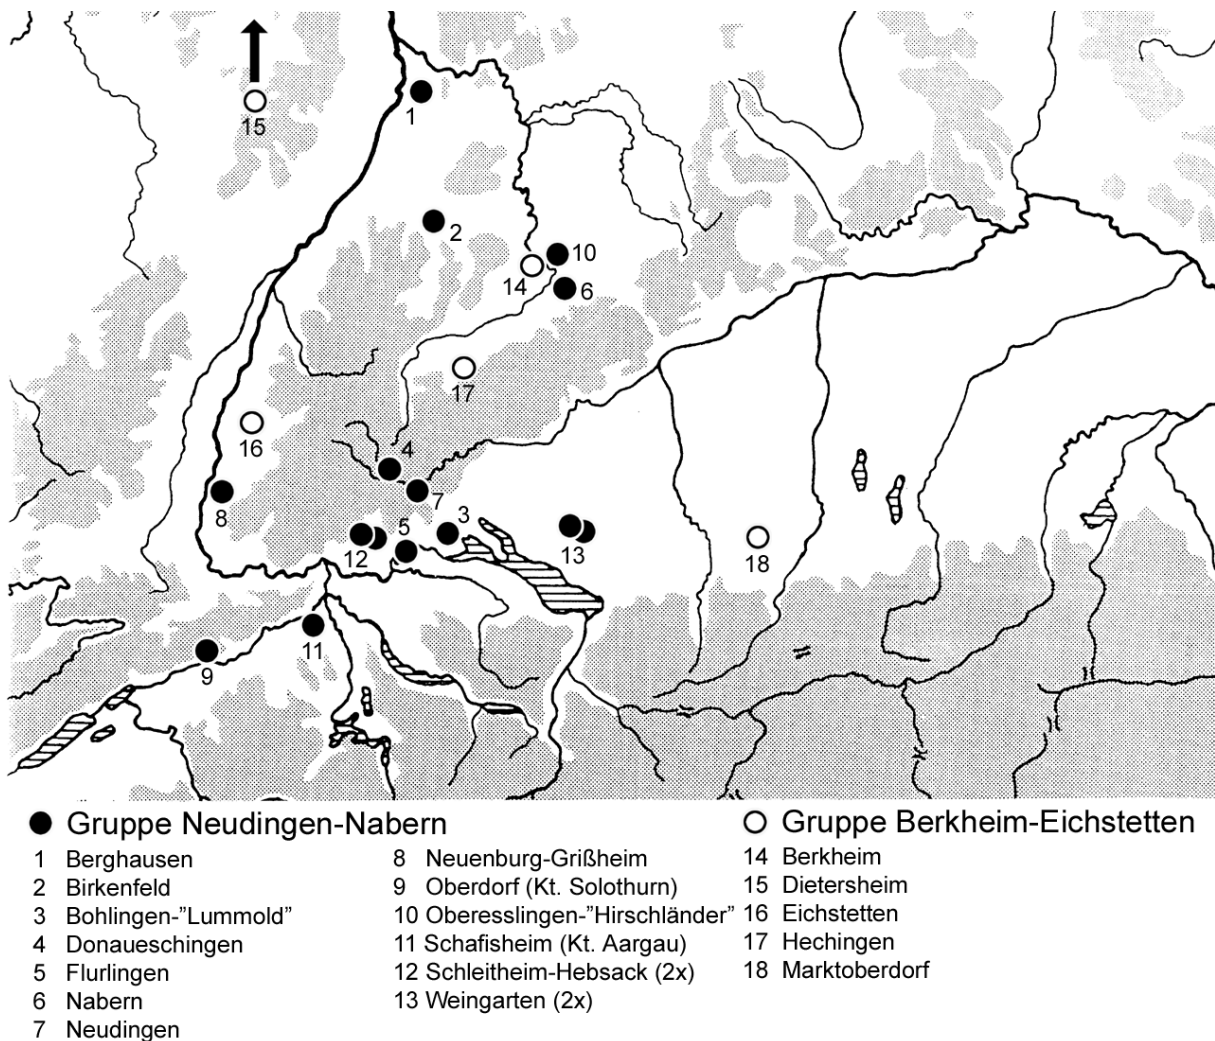 15
1
2
10
14
6
17
16
4
7
8
3
5
12
13
18
11
9
Gruppe Neudingen-Nabern
1 Berghausen
2 Birkenfeld
3 Bohlingen-”Lummold”
4 Donaueschingen
5 Flurlingen
6 Nabern
7 Neudingen
8 Neuenburg-Grißheim
9 Oberdorf (Kt. Solothurn)
10 Oberesslingen-”Hirschländer”
11 Schafisheim (Kt. Aargau)
12 Schleitheim-Hebsack (2x)
13 Weingarten (2x)
Gruppe Berkheim-Eichstetten
14 Berkheim
15 Dietersheim
16 Eichstetten
17 Hechingen
18 Marktoberdorf